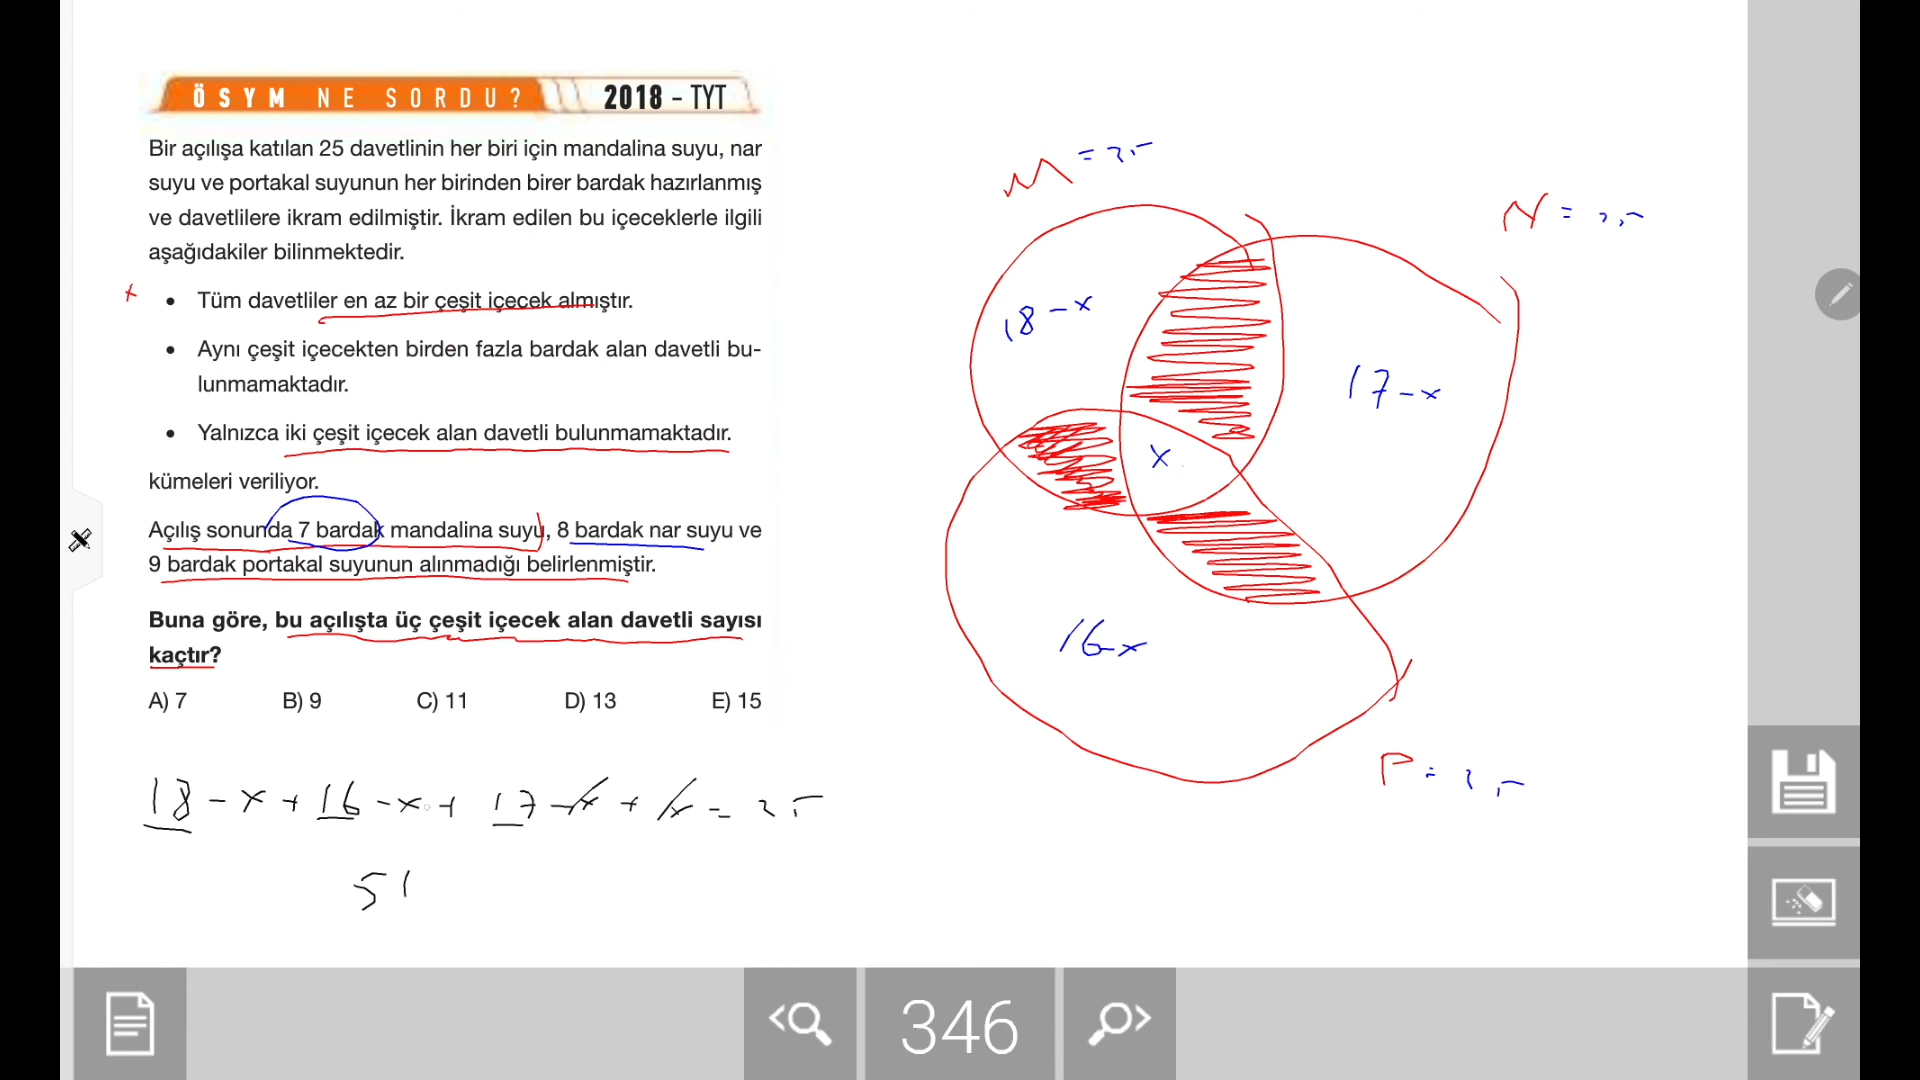 ÖSYM NE SORDU? 2018 - TYT
Bir açılışa katılan 25 davetlinin her biri için mandalina suyu, nar
suyu ve portakal suyunun her birinden birer bardak hazırlanmış
ve davetlilere ikram edilmiştir. İkram edilen bu içeceklerle ilgili
aşağıdakiler bilinmektedir.
• Tüm davetliler en az bir çeşit içecek almıştır.
• Aynı çeşit içecekten birden fazla bardak alan davetli bu-
lunmamaktadır.
• Yalnızca iki çeşit içecek alan davetli bulunmamaktadır.
kümeleri veriliyor.
Açılış sonunda 7 bardak mandalina suyu, 8 bardak nar suyu ve
9 bardak portakal suyunun alınmadığı belirlenmiştir.
Buna göre, bu açılışta üç çeşit içecek alan davetli sayısı
kaçtır?
A) 7 B) 9 C) 11 D) 13 E) 15
18 - x + 16 - x + 17 - x + x = 25
51
M = 25
N = 25
18 - x
17 - x
x
16 - x
P = 25
346